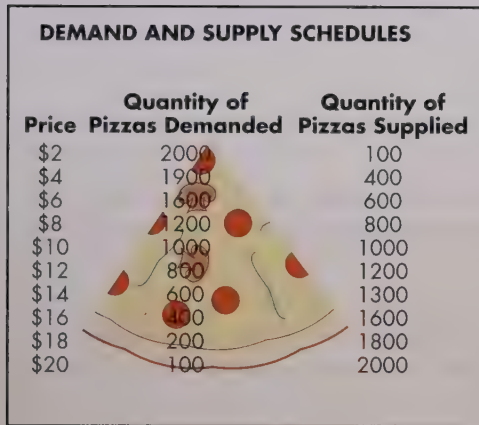 DEMAND AND SUPPLY SCHEDULES
Quantity of Quantity of
Price Pizzas Demanded Pizzas Supplied
$2 2000 100
$4 1900 400
$6 1600 600
$8 1200 800
$10 1000 1000
$12 800 1200
$14 600 1300
$16 400 1600
$18 200 1800
$20 100 2000